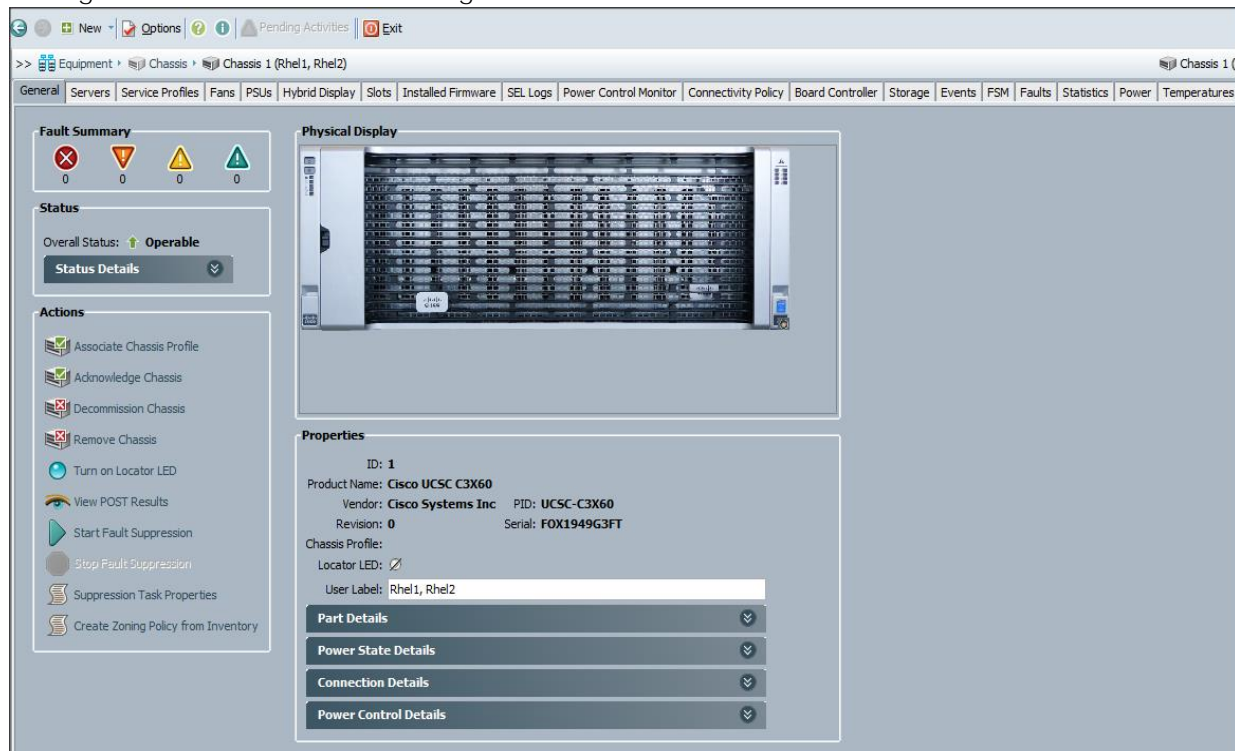 New Options Pending Activities Exit
>> Equipment Chassis Chassis 1 (Rhel1, Rhel2) Chassis 1 (
General Servers Service Profiles Fans PSUs Hybrid Display Slots Installed Firmware SEL Logs Power Control Monitor Connectivity Policy Board Controller Storage Events FSM Faults Statistics Power Temperatures
Fault Summary
0 0 0 0
Status
Overall Status: Operable
Status Details
Actions
Associate Chassis Profile
Acknowledge Chassis
Decommission Chassis
Remove Chassis
Turn on Locator LED
View POST Results
Start Fault Suppression
Stop Fault Suppression
Suppression Task Properties
Create Zoning Policy from Inventory
Physical Display
Properties
ID: 1
Product Name: Cisco UCSC C3X60
Vendor: Cisco Systems Inc PID: UCSC-C3X60
Revision: 0 Serial: FOX1949G3FT
Chassis Profile:
Locator LED:
User Label: Rhel1, Rhel2
Part Details
Power State Details
Connection Details
Power Control Details